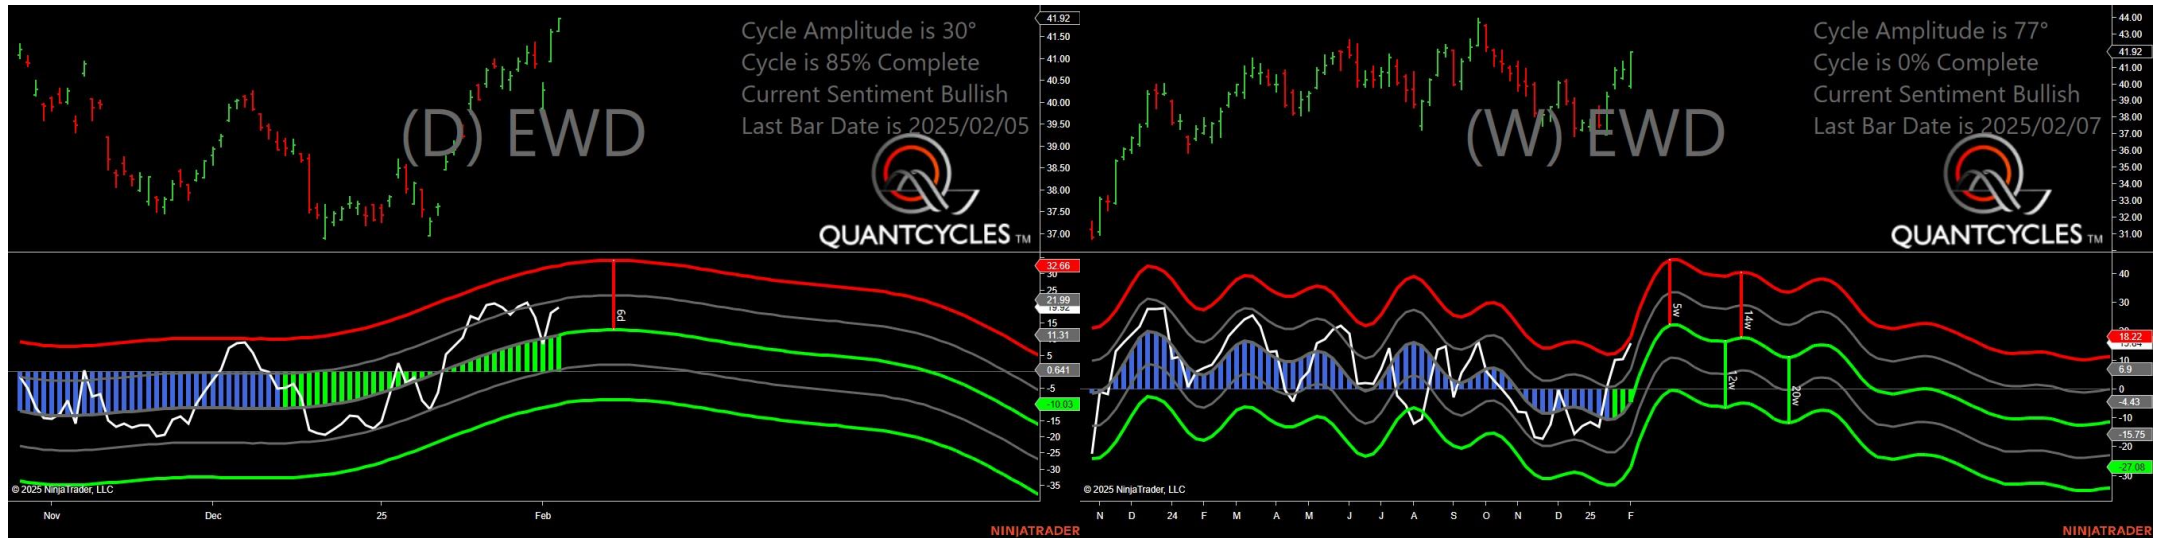 Cycle Amplitude is 30°
Cycle is 85% Complete
Current Sentiment Bullish
Last Bar Date is 2025/02/05
(D) EWD
QUANTCYCLES TM
41.92
41.50
41.00
40.50
40.00
39.50
39.00
38.50
38.00
37.50
37.00
6d
32.66
30
25
21.99
19.92
15
11.31
5
0.641
-5
-10.03
-15
-20
-25
-30
-35
© 2025 NinjaTrader, LLC
Nov
Dec
25
Feb
NINJATRADER
Cycle Amplitude is 77°
Cycle is 0% Complete
Current Sentiment Bullish
Last Bar Date is 2025/02/07
(W) EWD
QUANTCYCLES TM
44.00
43.00
41.92
41.00
40.00
39.00
38.00
37.00
36.00
35.00
34.00
33.00
32.00
31.00
5w
14w
12w
20w
40
30
18.22
10
6.9
0
-4.43
-10
-15.75
-20
-27.08
-30
© 2025 NinjaTrader, LLC
N
D
24
F
M
A
M
J
J
A
S
O
N
D
25
F
NINJATRADER